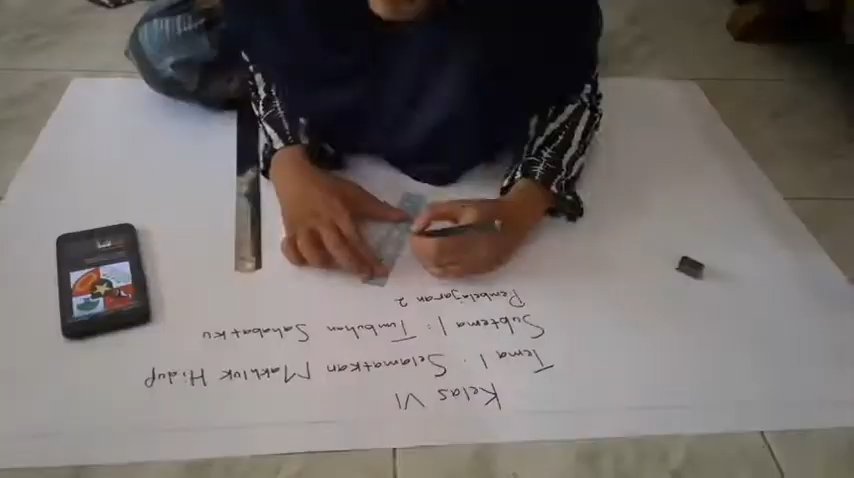 Kelas VI
Tema 1 : Selamatkan Makhluk Hidup
Subtema 1 : Tumbuhan Sahabatku
Pembelajaran 2